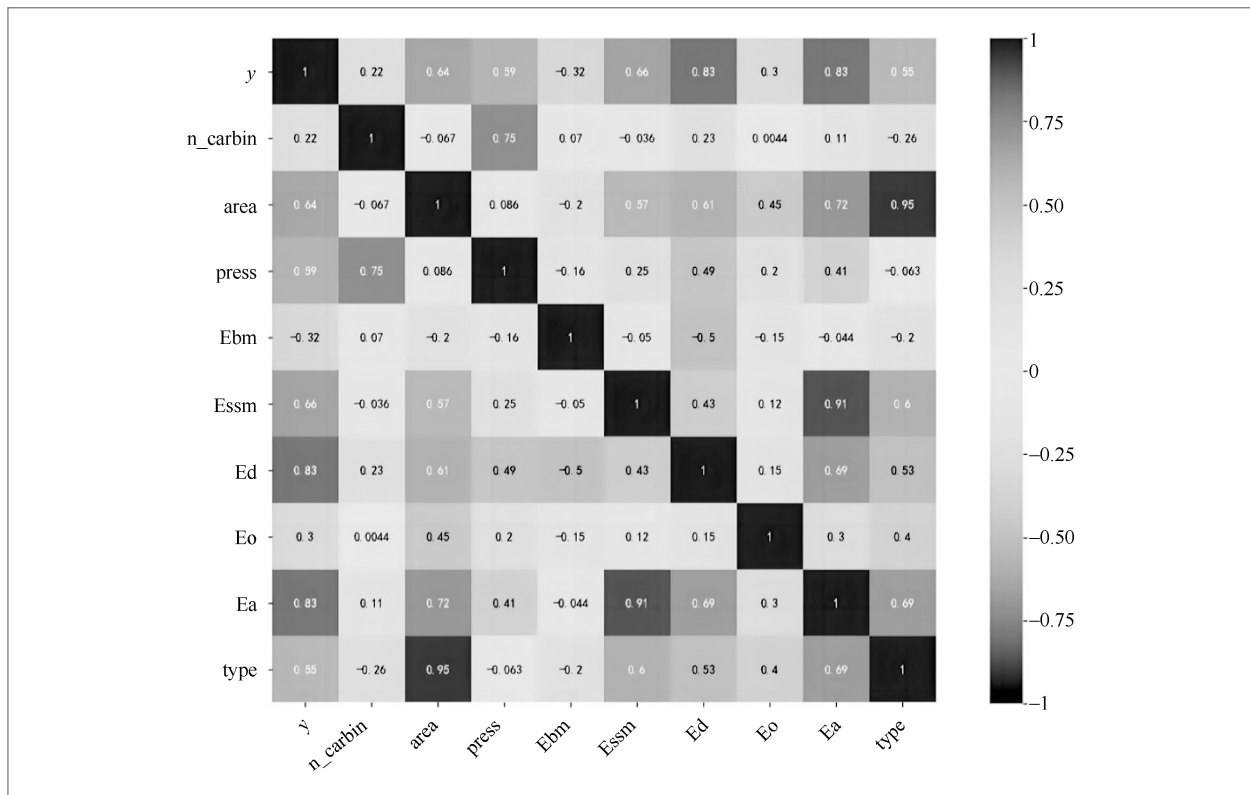 y 1 0.22 0.64 0.59 -0.32 0.66 0.83 0.3 0.83 0.55
n_carbin 0.22 1 -0.067 0.75 0.07 -0.036 0.23 0.0044 0.11 -0.26
area 0.64 -0.067 1 0.086 -0.2 0.57 0.61 0.45 0.72 0.95
press 0.59 0.75 0.086 1 -0.16 0.25 0.49 0.2 0.41 -0.063
Ebm -0.32 0.07 -0.2 -0.16 1 -0.05 -0.5 -0.15 -0.044 -0.2
Essm 0.66 -0.036 0.57 0.25 -0.05 1 0.43 0.12 0.91 0.6
Ed 0.83 0.23 0.61 0.49 -0.5 0.43 1 0.15 0.69 0.53
Eo 0.3 0.0044 0.45 0.2 -0.15 0.12 0.15 1 0.3 0.4
Ea 0.83 0.11 0.72 0.41 -0.044 0.91 0.69 0.3 1 0.69
type 0.55 -0.26 0.95 -0.063 -0.2 0.6 0.53 0.4 0.69 1
y n_carbin area press Ebm Essm Ed Eo Ea type
1
0.75
0.50
0.25
0
−0.25
−0.50
−0.75
−1